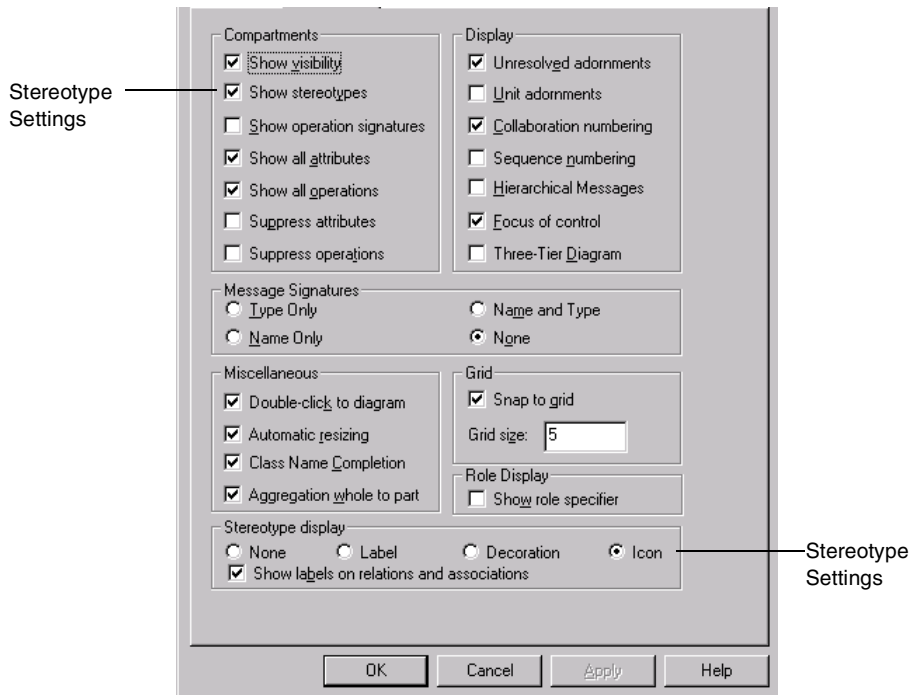 Compartments
Show visibility
Show stereotypes
Show operation signatures
Show all attributes
Show all operations
Suppress attributes
Suppress operations
Display
Unresolved adornments
Unit adornments
Collaboration numbering
Sequence numbering
Hierarchical Messages
Focus of control
Three-Tier Diagram
Stereotype
Settings
Message Signatures
Type Only
Name and Type
Name Only
None
Miscellaneous
Double-click to diagram
Automatic resizing
Class Name Completion
Aggregation whole to part
Grid
Snap to grid
Grid size: 5
Role Display
Show role specifier
Stereotype display
None Label Decoration Icon
Show labels on relations and associations
Stereotype
Settings
OK Cancel Apply Help